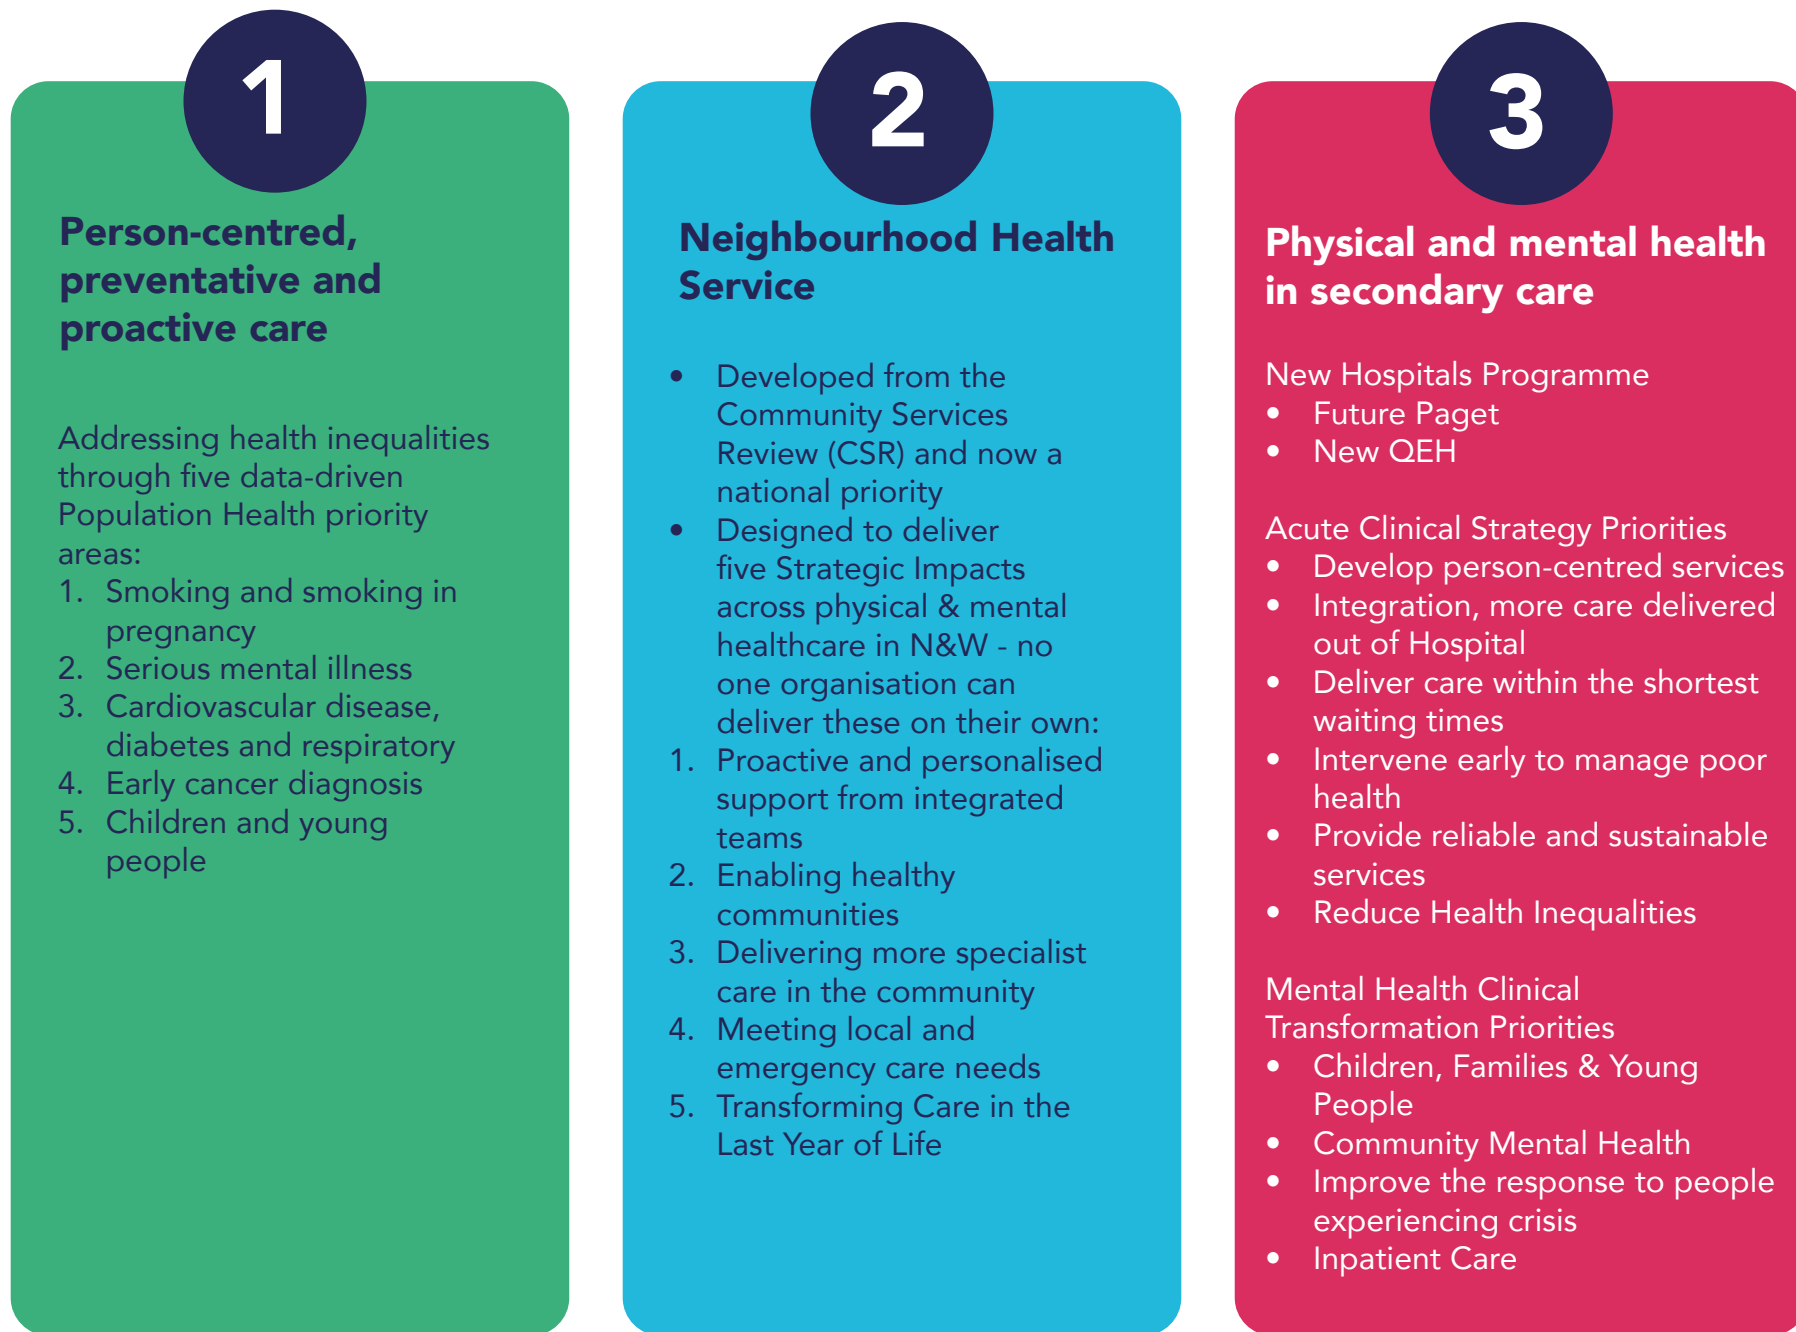 1
Person-centred,
preventative and
proactive care
Addressing health inequalities
through five data-driven
Population Health priority
areas:
1. Smoking and smoking in
pregnancy
2. Serious mental illness
3. Cardiovascular disease,
diabetes and respiratory
4. Early cancer diagnosis
5. Children and young
people
2
Neighbourhood Health
Service
• Developed from the
Community Services
Review (CSR) and now a
national priority
• Designed to deliver
five Strategic Impacts
across physical & mental
healthcare in N&W - no
one organisation can
deliver these on their own:
1. Proactive and personalised
support from integrated
teams
2. Enabling healthy
communities
3. Delivering more specialist
care in the community
4. Meeting local and
emergency care needs
5. Transforming Care in the
Last Year of Life
3
Physical and mental health
in secondary care
New Hospitals Programme
• Future Paget
• New QEH
Acute Clinical Strategy Priorities
• Develop person-centred services
• Integration, more care delivered
out of Hospital
• Deliver care within the shortest
waiting times
• Intervene early to manage poor
health
• Provide reliable and sustainable
services
• Reduce Health Inequalities
Mental Health Clinical
Transformation Priorities
• Children, Families & Young
People
• Community Mental Health
• Improve the response to people
experiencing crisis
• Inpatient Care